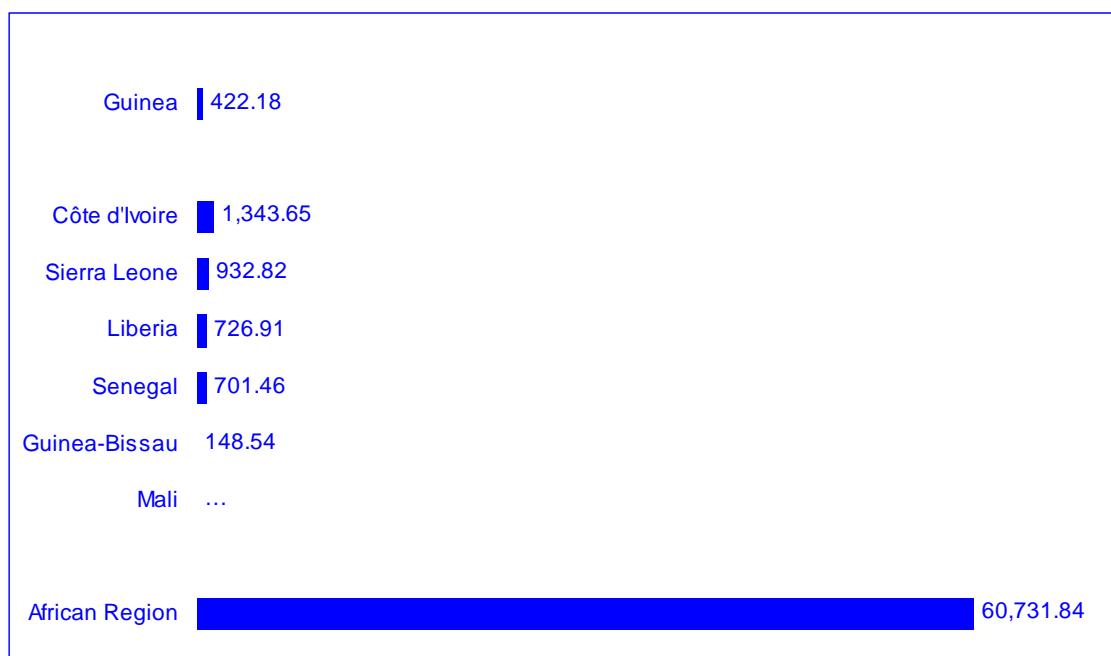 Guinea 422.18
Côte d'Ivoire 1,343.65
Sierra Leone 932.82
Liberia 726.91
Senegal 701.46
Guinea-Bissau 148.54
Mali …
African Region 60,731.84